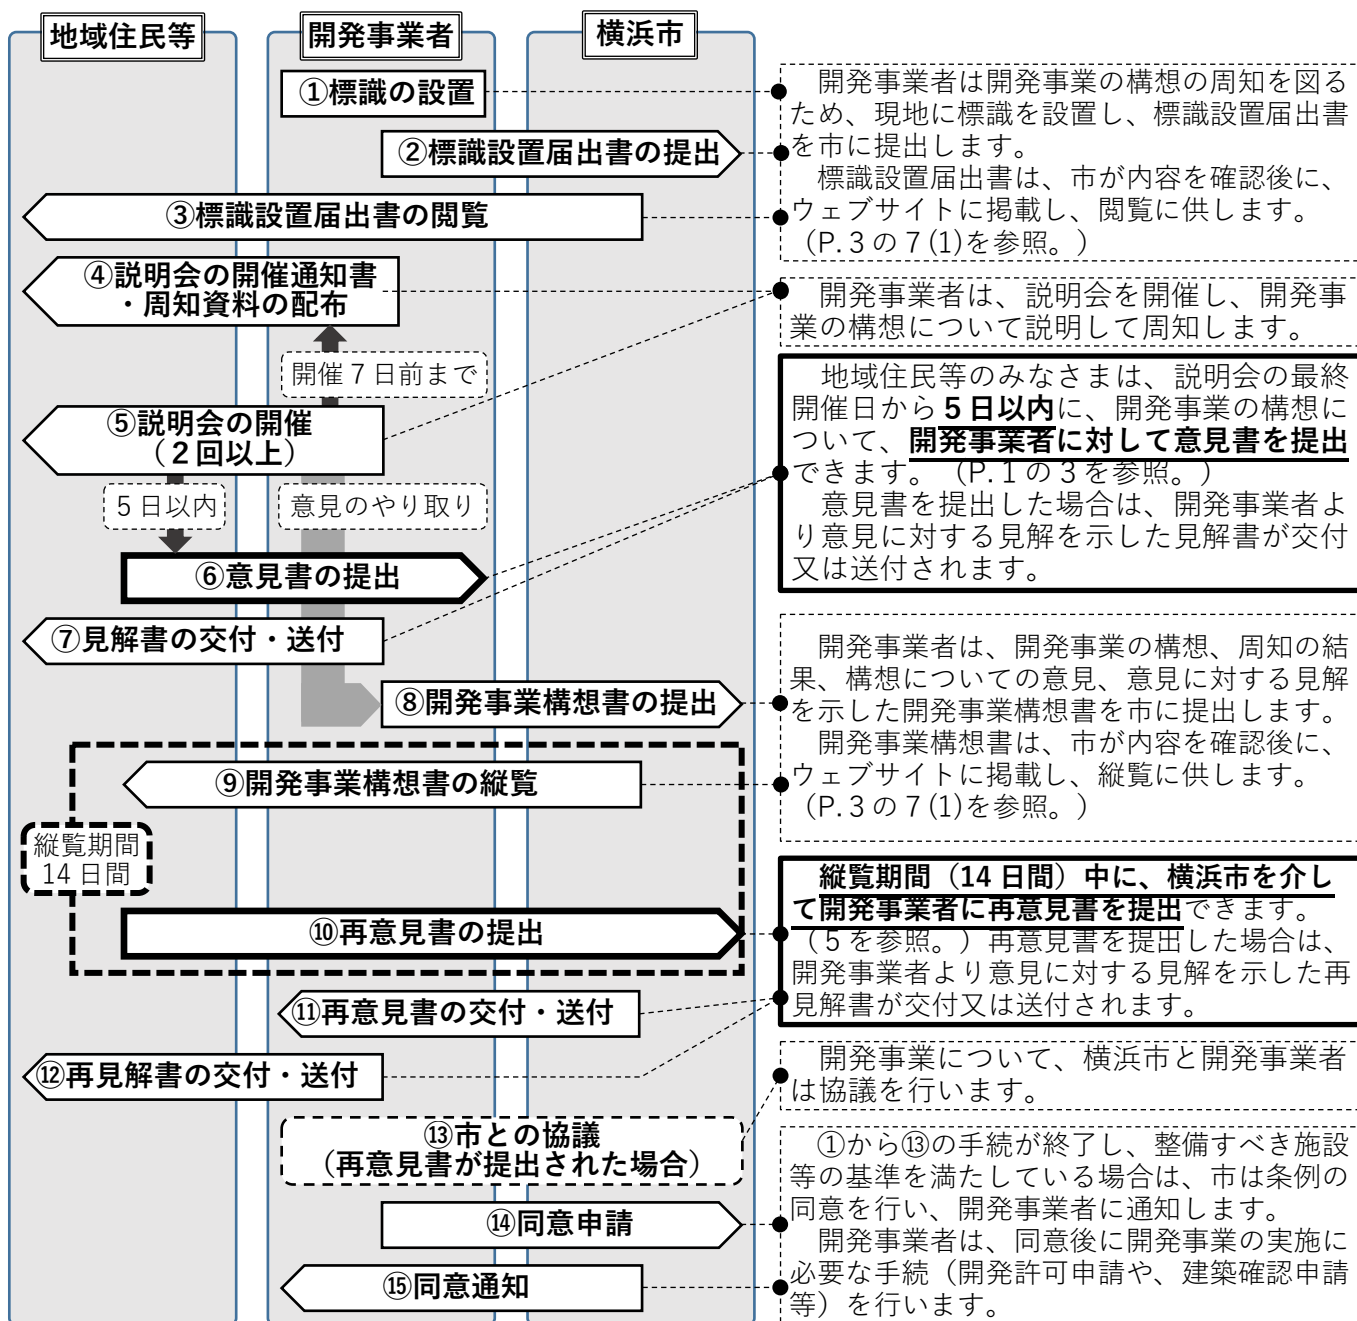 地域住民等
開発事業者
横浜市
①標識の設置
②標識設置届出書の提出
③標識設置届出書の閲覧
④説明会の開催通知書
・周知資料の配布
開催７日前まで
⑤説明会の開催
（２回以上）
５日以内
意見のやり取り
⑥意見書の提出
⑦見解書の交付・送付
⑧開発事業構想書の提出
⑨開発事業構想書の縦覧
縦覧期間
14日間
⑩再意見書の提出
⑪再意見書の交付・送付
⑫再見解書の交付・送付
⑬市との協議
（再意見書が提出された場合）
⑭同意申請
⑮同意通知
開発事業者は開発事業の構想の周知を図る
ため、現地に標識を設置し、標識設置届出書
を市に提出します。
標識設置届出書は、市が内容を確認後に、
ウェブサイトに掲載し、閲覧に供します。
（P.３の７(1)を参照。）
開発事業者は、説明会を開催し、開発事
業の構想について説明して周知します。
地域住民等のみなさまは、説明会の最終
開催日から５日以内に、開発事業の構想に
ついて、開発事業者に対して意見書を提出
できます。（P.１の３を参照。）
意見書を提出した場合は、開発事業者よ
り意見に対する見解を示した見解書が交付
又は送付されます。
開発事業者は、開発事業の構想、周知の結
果、構想についての意見、意見に対する見解
を示した開発事業構想書を市に提出します。
開発事業構想書は、市が内容を確認後に、
ウェブサイトに掲載し、縦覧に供します。
（P.３の７(1)を参照。）
縦覧期間（14日間）中に、横浜市を介し
て開発事業者に再意見書を提出できます。
（５を参照。）再意見書を提出した場合は、
開発事業者より意見に対する見解を示した再
見解書が交付又は送付されます。
開発事業について、横浜市と開発事業者
は協議を行います。
①から⑬の手続が終了し、整備すべき施設
等の基準を満たしている場合は、市は条例の
同意を行い、開発事業者に通知します。
開発事業者は、同意後に開発事業の実施に
必要な手続（開発許可申請や、建築確認申請
等）を行います。